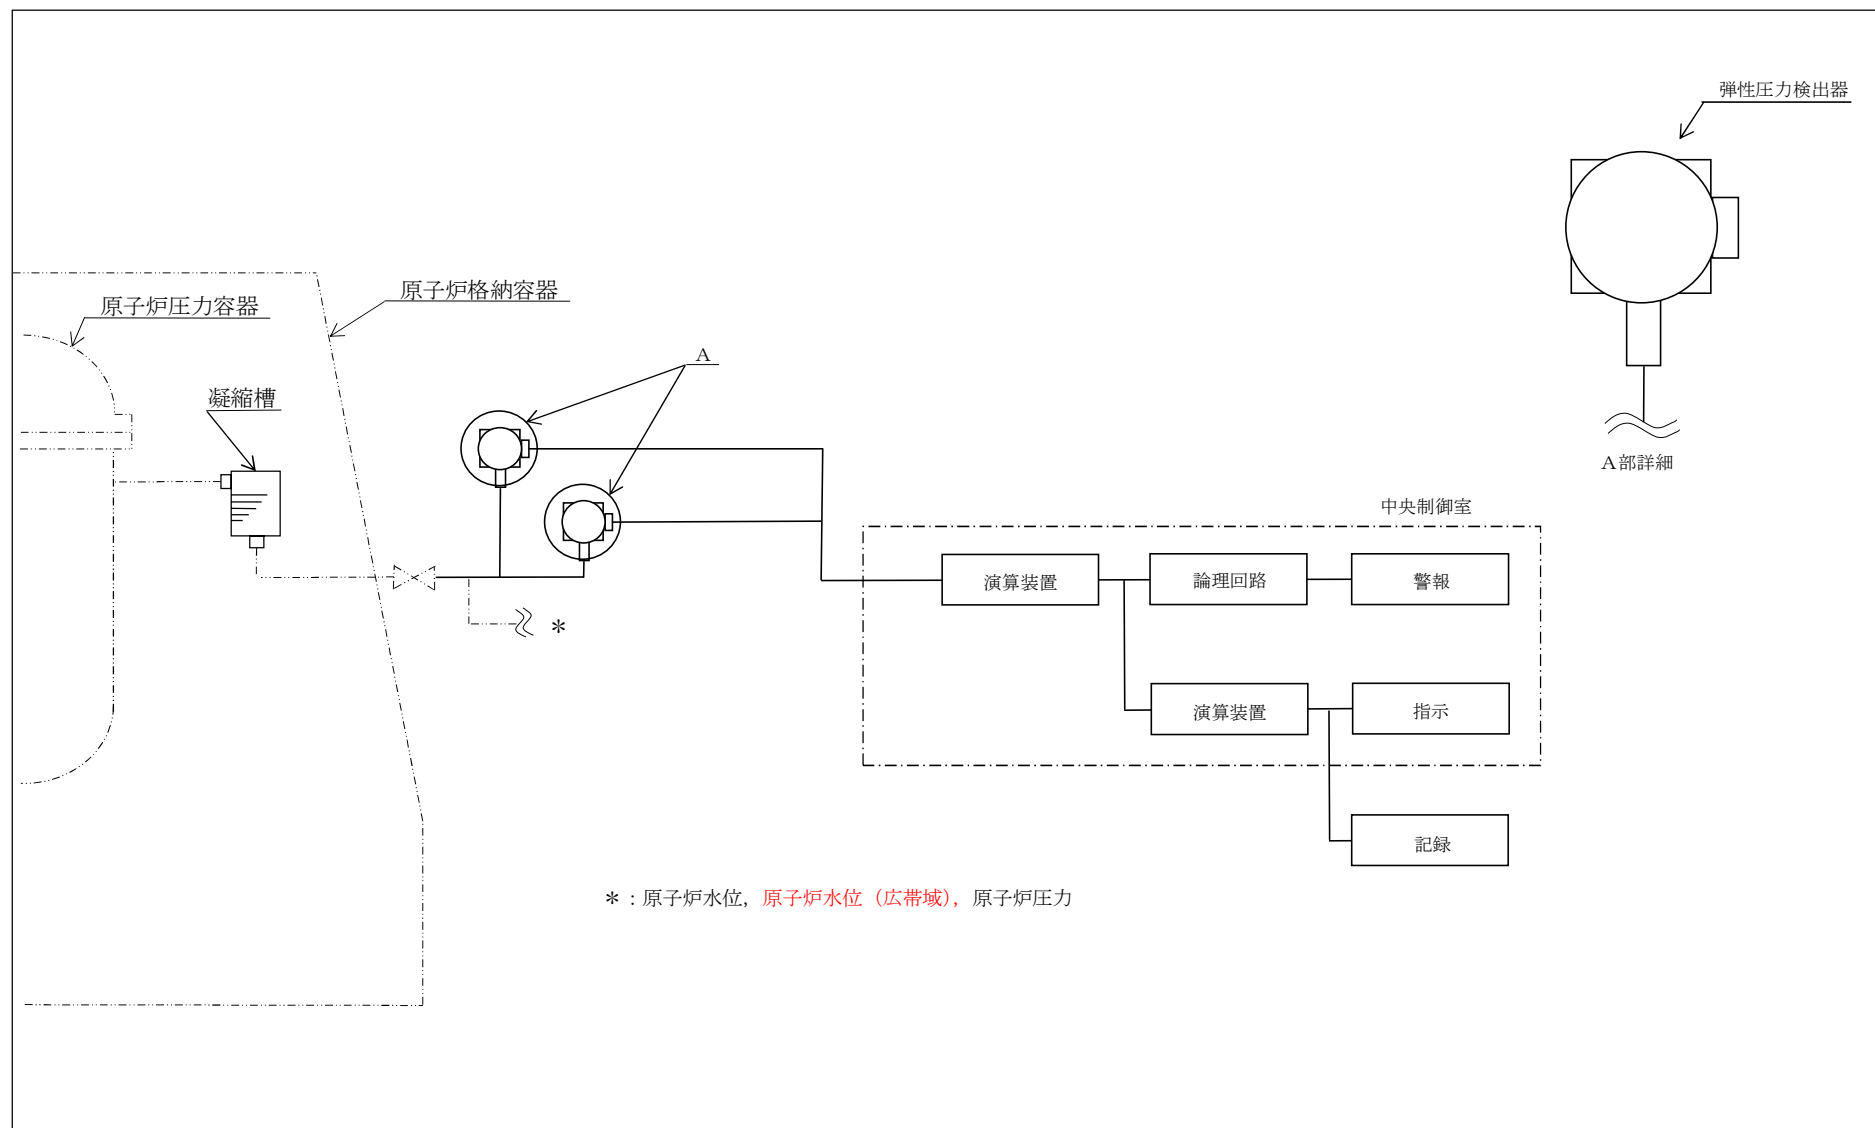 弾性圧力検出器
原子炉格納容器
原子炉圧力容器
A
凝縮槽
A部詳細
中央制御室
演算装置
論理回路
警報
＊
演算装置
指示
記録
＊：原子炉水位，原子炉水位（広帯域），原子炉圧力